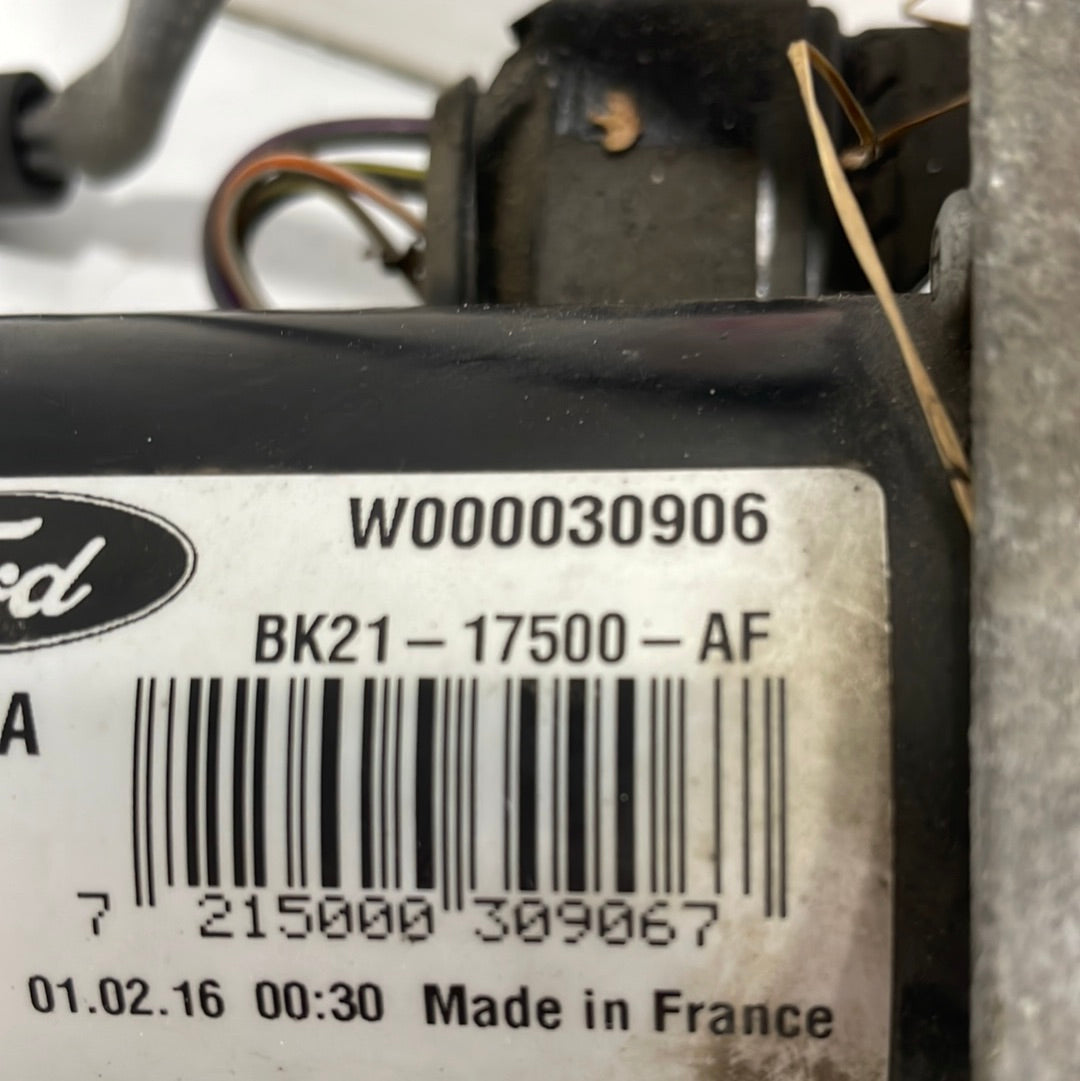 W000030906
BK21-17500-AF
A
7 215000 309067
01.02.16 00:30 Made in France